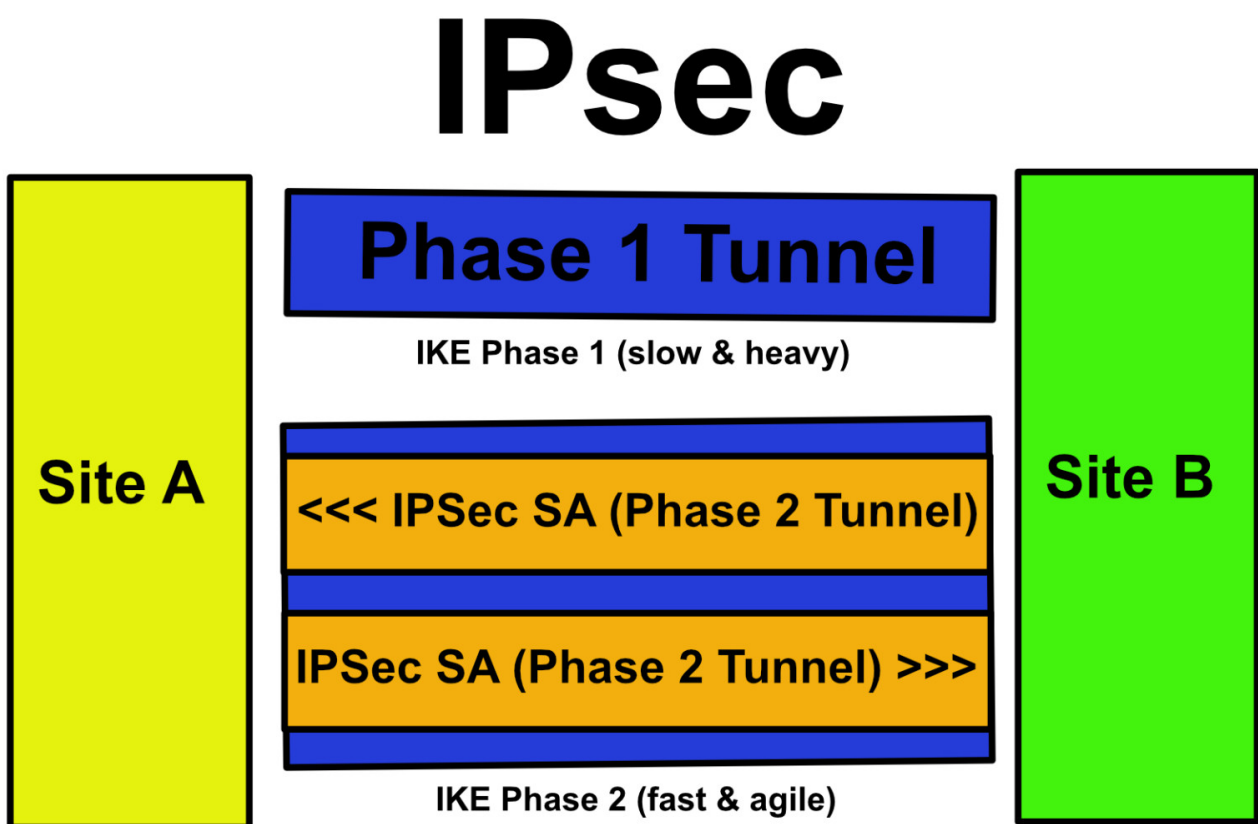 IPsec
Phase 1 Tunnel
IKE Phase 1 (slow & heavy)
Site A
<<< IPSec SA (Phase 2 Tunnel)
Site B
IPSec SA (Phase 2 Tunnel) >>>
IKE Phase 2 (fast & agile)